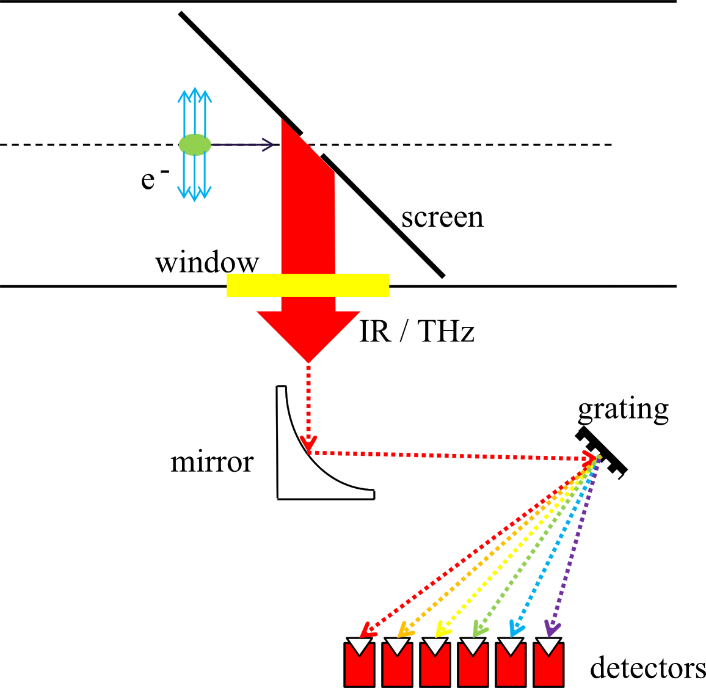 e-
screen
window
IR / THz
grating
mirror
detectors